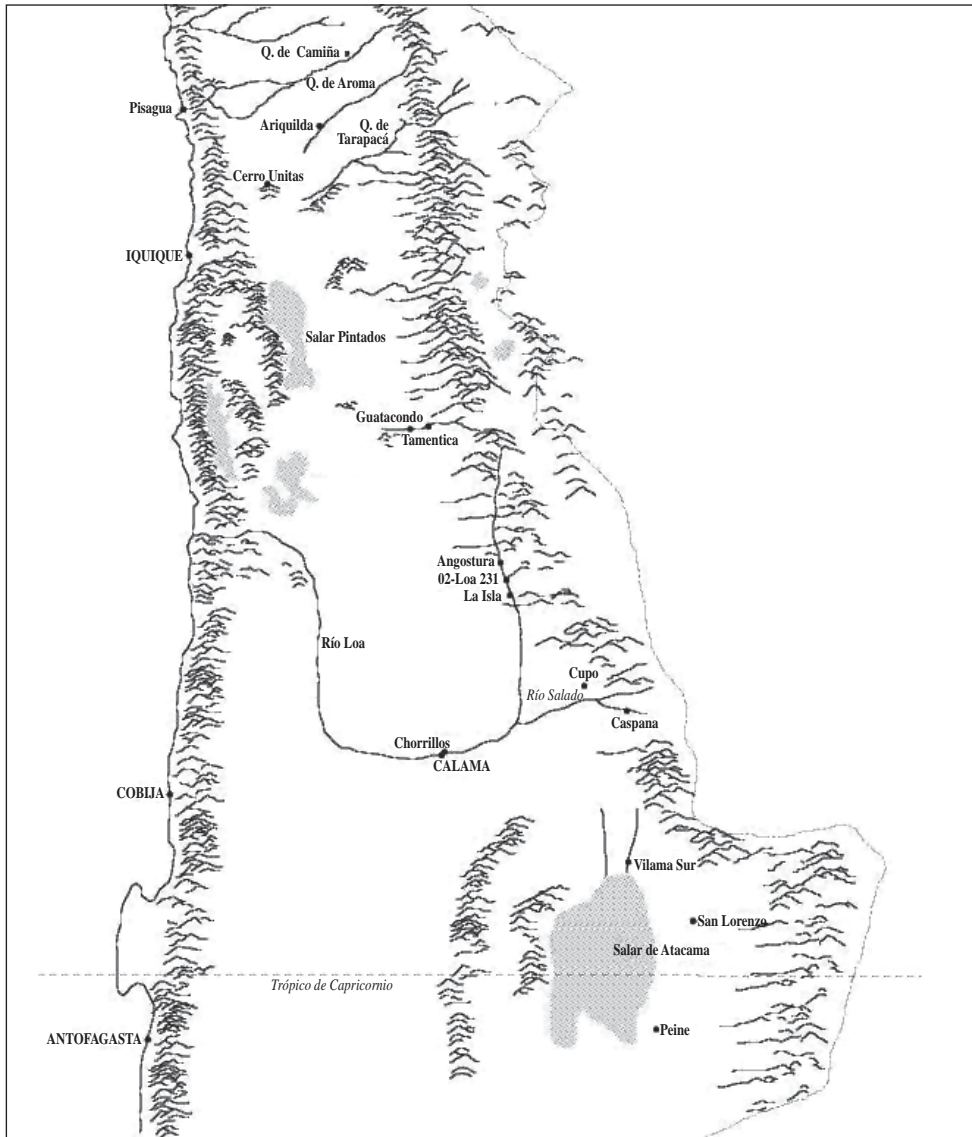 Q. de Camiña
Q. de Aroma
Pisagua
Ariquilda
Q. de
Tarapacá
Cerro Unitas
IQUIQUE
Salar Pintados
Guatacondo
Tamentica
Angostura
02-Loa 231
La Isla
Río Loa
Cupo
Río Salado
Caspana
Chorrillos
CALAMA
COBIJA
Vilama Sur
San Lorenzo
Salar de Atacama
Trópico de Capricornio
Peine
ANTOFAGASTA